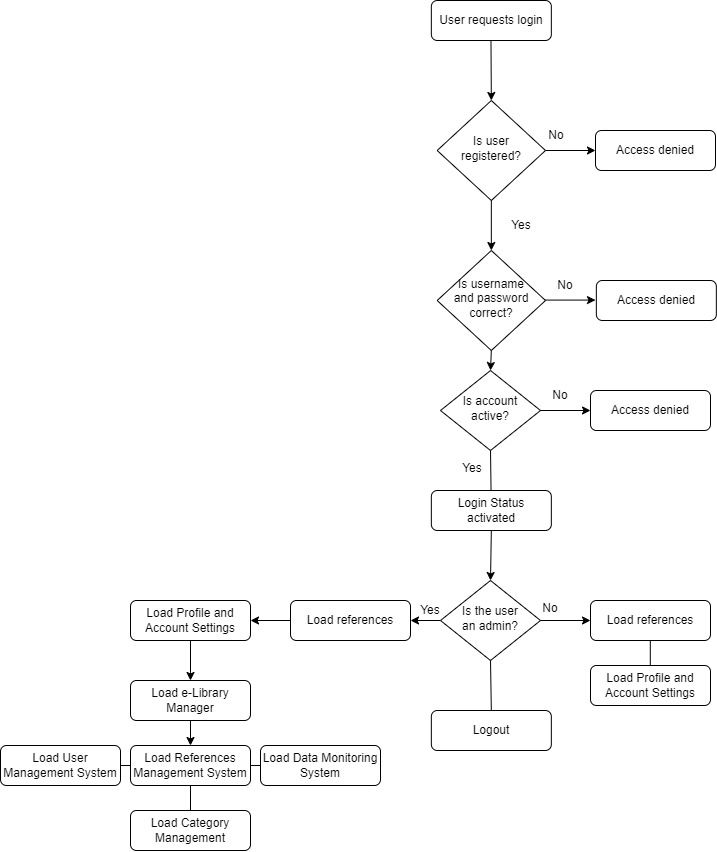 User requests login
Is user
registered?
No
Access denied
Yes
Is username
and password
correct?
No
Access denied
Is account
active?
No
Access denied
Yes
Login Status
activated
Is the user
an admin?
Yes
No
Load references
Load Profile and
Account Settings
Load references
Load Profile and
Account Settings
Logout
Load e-Library
Manager
Load User
Management System
Load References
Management System
Load Data Monitoring
System
Load Category
Management